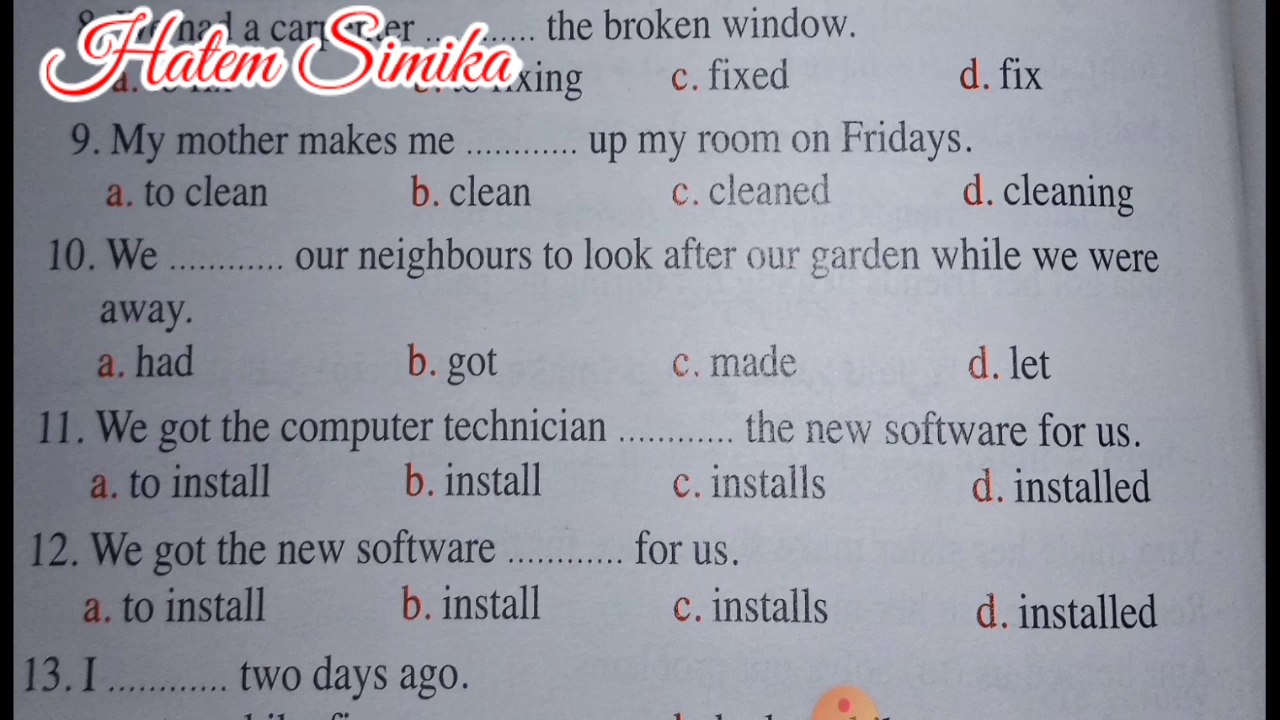 Hatem Simika
had a carpenter ............ the broken window.
a. c. fixed d. fix
9. My mother makes me ............ up my room on Fridays.
a. to clean b. clean c. cleaned d. cleaning
10. We ............ our neighbours to look after our garden while we were
away.
a. had b. got c. made d. let
11. We got the computer technician ............ the new software for us.
a. to install b. install c. installs d. installed
12. We got the new software ............ for us.
a. to install b. install c. installs d. installed
13. I ............ two days ago.